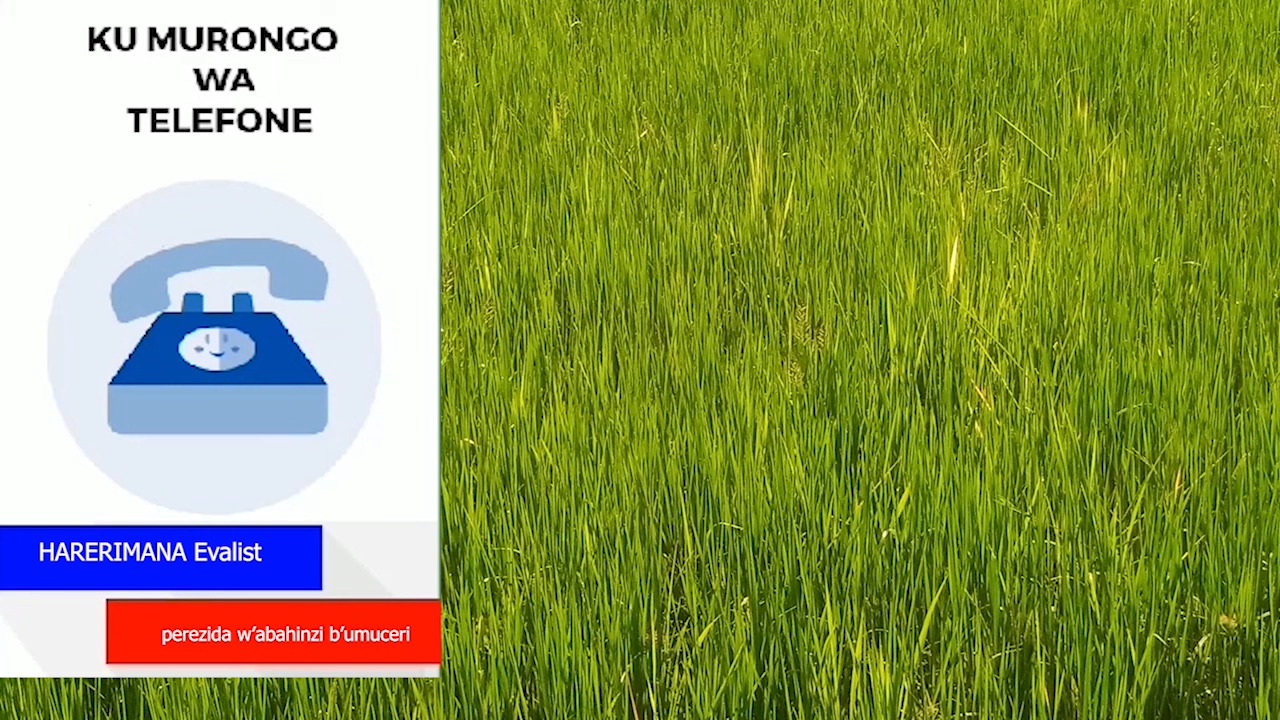 KU MURONGO
WA
TELEFONE
HARERIMANA Evalist
perezida w'abahinzi b'umuceri